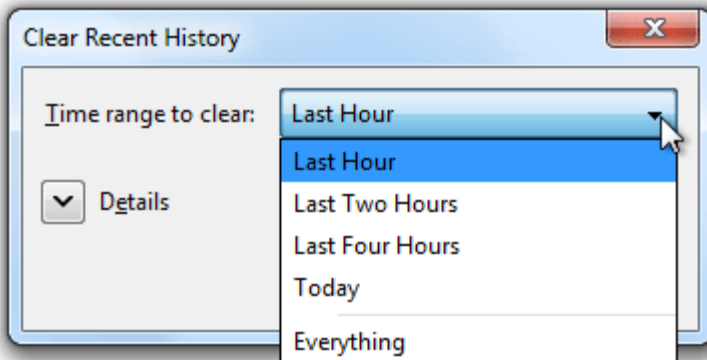 Clear Recent History
Time range to clear: Last Hour
Last Hour
Last Two Hours
Details
Last Four Hours
Today
Everything